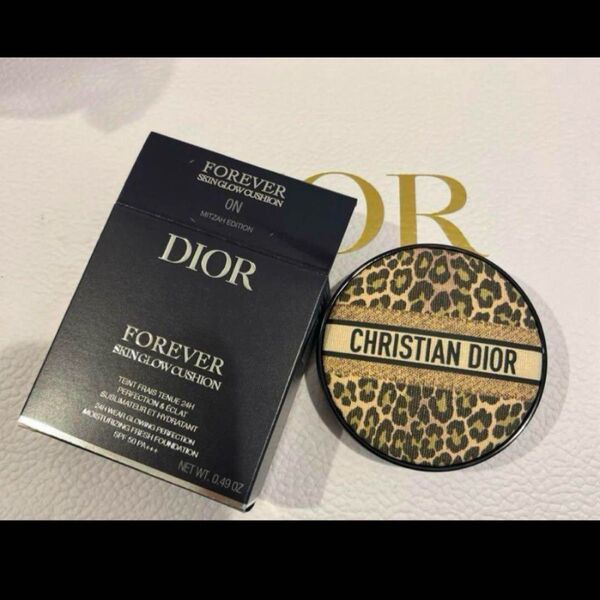 FOREVER
SKIN GLOW CUSHION
0N
MITZAH EDITION
DIOR
FOREVER
SKIN GLOW CUSHION
TEINT FRAIS TENUE 24H
PERFECTION & ÉCLAT
SUBLIMATEUR ET HYDRATANT
24H WEAR GLOWING PERFECTION
MOISTURIZING FRESH FOUNDATION
SPF 50 PA+++
NET WT. 0.49 OZ
OR
CHRISTIAN DIOR